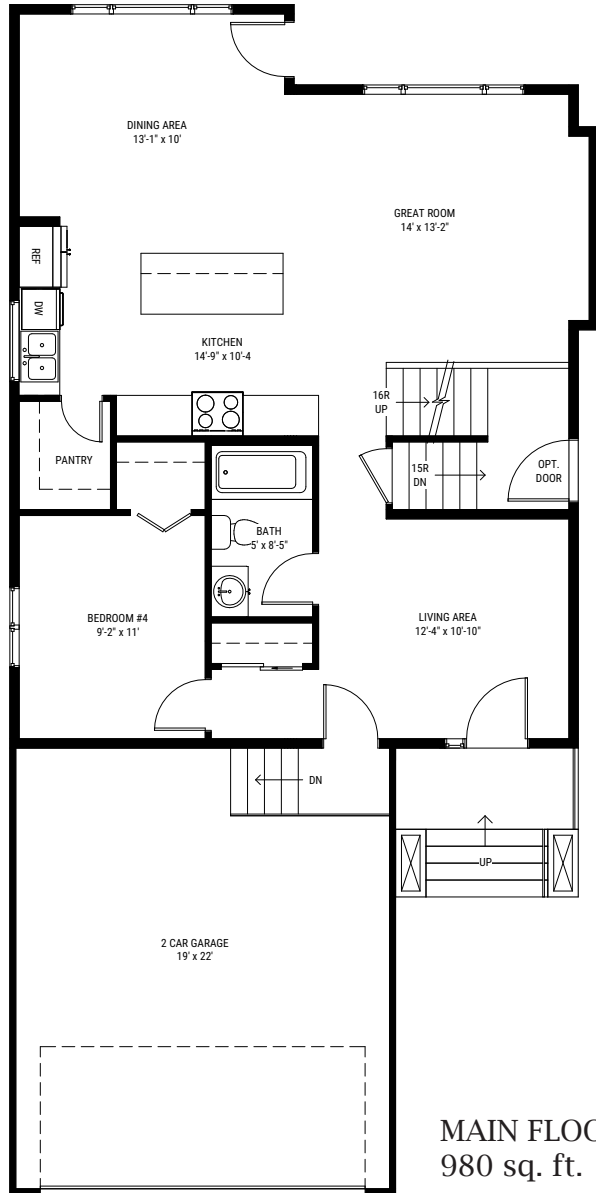 DINING AREA
13'-1" x 10'
GREAT ROOM
14' x 13'-2"
REF
DW
KITCHEN
14'-9" x 10'-4
16R
UP
PANTRY
15R
DN
OPT.
DOOR
BATH
5' x 8'-5"
BEDROOM #4
9'-2" x 11'
LIVING AREA
12'-4" x 10'-10"
DN
UP
2 CAR GARAGE
19' x 22'
MAIN FLOO
980 sq. ft.